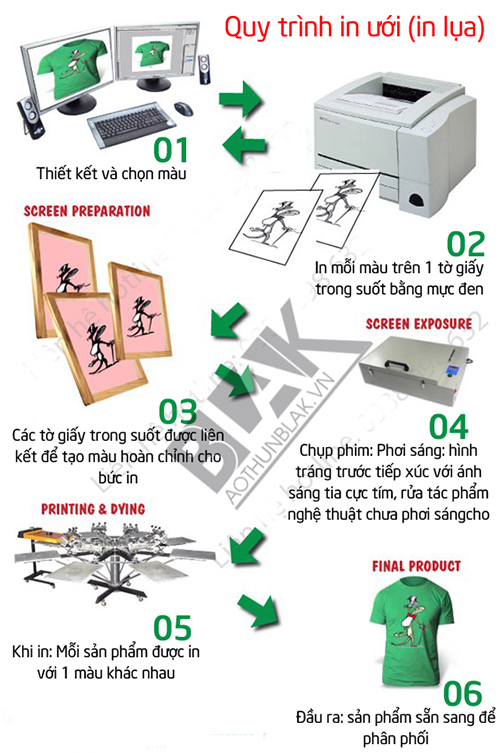 Quy trình in ưới (in lụa)
01
Thiết kết và chọn màu
02
In mỗi màu trên 1 tờ giấy
trong suốt bằng mực đen
SCREEN PREPARATION
03
Các tờ giấy trong suốt được liên
kết để tạo màu hoàn chỉnh cho
bức in
SCREEN EXPOSURE
04
Chụp phim: Phơi sáng: hình
tráng trước tiếp xúc với ánh
sáng tia cực tím, rửa tác phẩm
nghệ thuật chưa phơi sángcho
BLAK
AOTHUNBLAK.VN
PRINTING & DYING
05
Khi in: Mỗi sản phẩm được in
với 1 màu khác nhau
FINAL PRODUCT
06
Đầu ra: sản phẩm sẵn sang để
phân phối